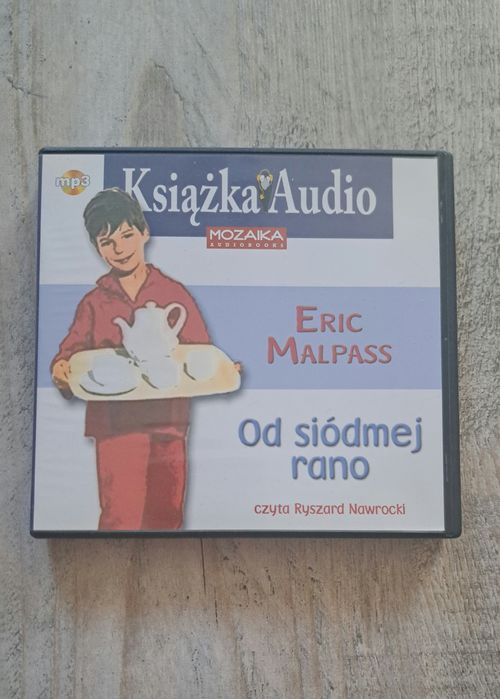 mp3
Książka Audio
MOZAIKA
AUDIOBOOKS
ERIC
MALPASS
Od siódmej
rano
czyta Ryszard Nawrocki